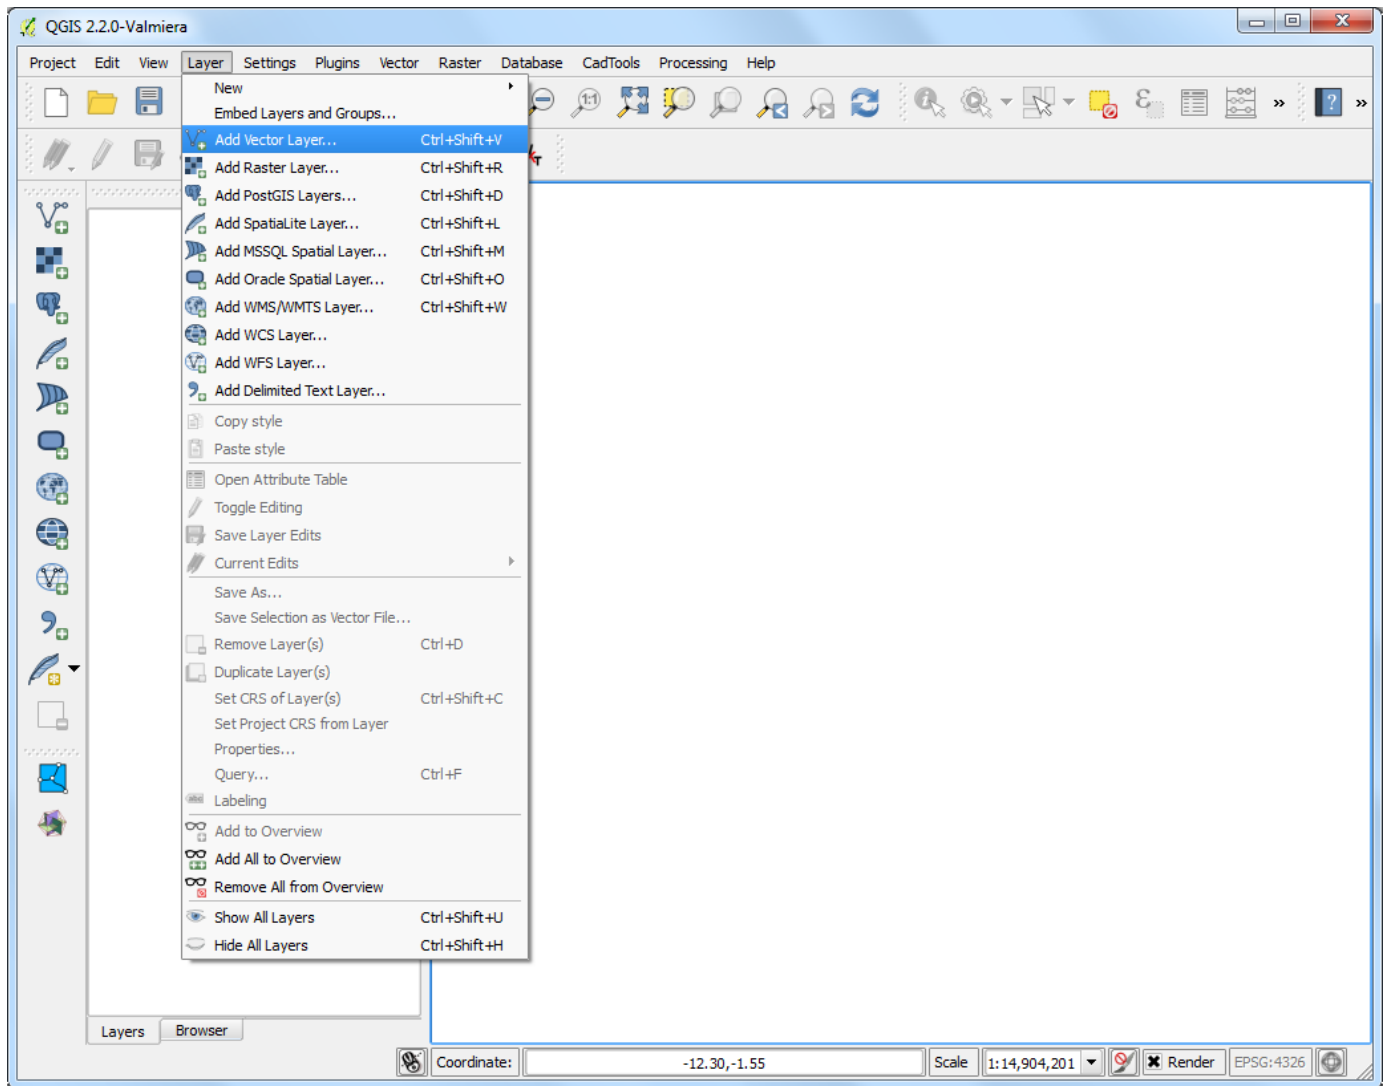 QGIS 2.2.0-Valmiera
Project Edit View Layer Settings Plugins Vector Raster Database CadTools Processing Help
New
Embed Layers and Groups...
Add Vector Layer... Ctrl+Shift+V
Add Raster Layer... Ctrl+Shift+R
Add PostGIS Layers... Ctrl+Shift+D
Add SpatiaLite Layer... Ctrl+Shift+L
Add MSSQL Spatial Layer... Ctrl+Shift+M
Add Oracle Spatial Layer... Ctrl+Shift+O
Add WMS/WMTS Layer... Ctrl+Shift+W
Add WCS Layer...
Add WFS Layer...
Add Delimited Text Layer...
Copy style
Paste style
Open Attribute Table
Toggle Editing
Save Layer Edits
Current Edits
Save As...
Save Selection as Vector File...
Remove Layer(s) Ctrl+D
Duplicate Layer(s)
Set CRS of Layer(s) Ctrl+Shift+C
Set Project CRS from Layer
Properties...
Query... Ctrl+F
Labeling
Add to Overview
Add All to Overview
Remove All from Overview
Show All Layers Ctrl+Shift+U
Hide All Layers Ctrl+Shift+H
Layers Browser
Coordinate: -12.30,-1.55 Scale 1:14,904,201 Render EPSG:4326